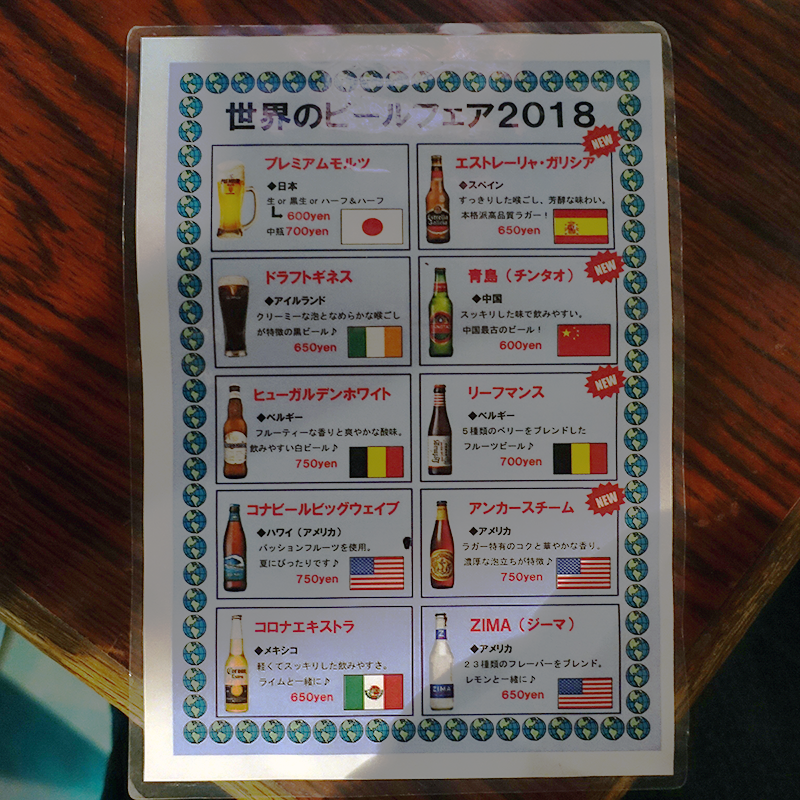 世界のビールフェア2018
プレミアムモルツ
◆日本
生 or 黒生 or ハーフ&ハーフ
600yen
中瓶700yen
NEW
エストレーリャ・ガリシア
◆スペイン
すっきりした喉ごし、芳醇な味わい。
本格派高品質ラガー！
650yen
ドラフトギネス
◆アイルランド
クリーミーな泡となめらかな喉ごし
が特徴の黒ビール♪
650yen
NEW
青島（チンタオ）
◆中国
スッキリした味で飲みやすい。
中国最古のビール！
600yen
ヒューガルデンホワイト
◆ベルギー
フルーティーな香りと爽やかな酸味。
飲みやすい白ビール♪
750yen
NEW
リーフマンス
◆ベルギー
5種類のベリーをブレンドした
フルーツビール♪
700yen
コナビールビッグウェイブ
◆ハワイ（アメリカ）
パッションフルーツを使用。
夏にぴったりです♪
750yen
NEW
アンカースチーム
◆アメリカ
ラガー特有のコクと華やかな香り。
濃厚な泡立ちが特徴♪
750yen
コロナエキストラ
◆メキシコ
軽くてスッキリした飲みやすさ。
ライムと一緒に♪
650yen
ZIMA（ジーマ）
◆アメリカ
23種類のフレーバーをブレンド。
レモンと一緒に♪
650yen
ZIMA